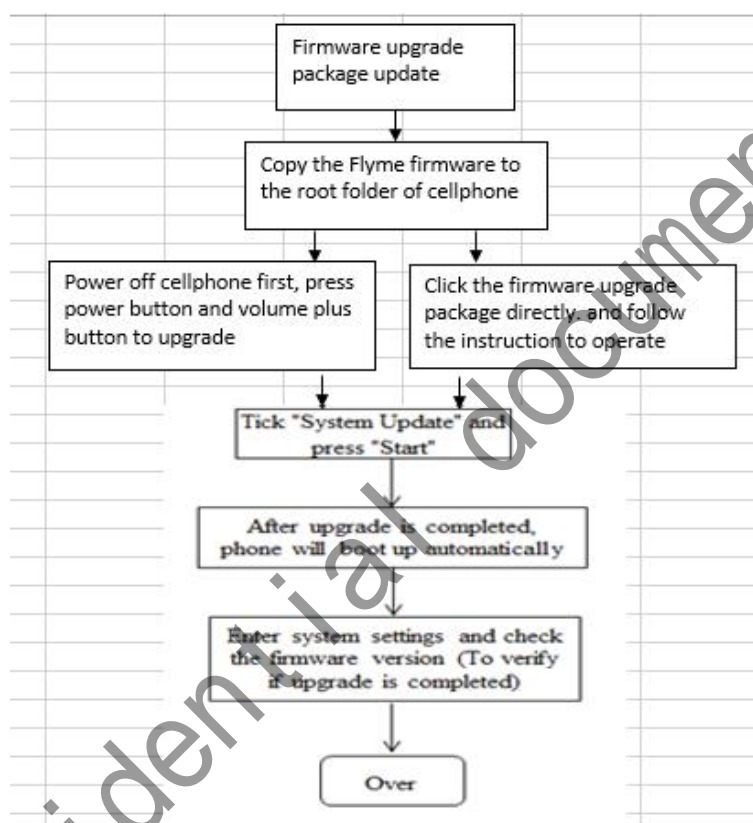 Firmware upgrade
package update
Copy the Flyme firmware to
the root folder of cellphone
Power off cellphone first, press
power button and volume plus
button to upgrade
Click the firmware upgrade
package directly. and follow
the instruction to operate
Tick "System Update" and
press "Start"
After upgrade is completed,
phone will boot up automatically
Enter system settings and check
the firmware version (To verify
if upgrade is completed)
Over
idential documen